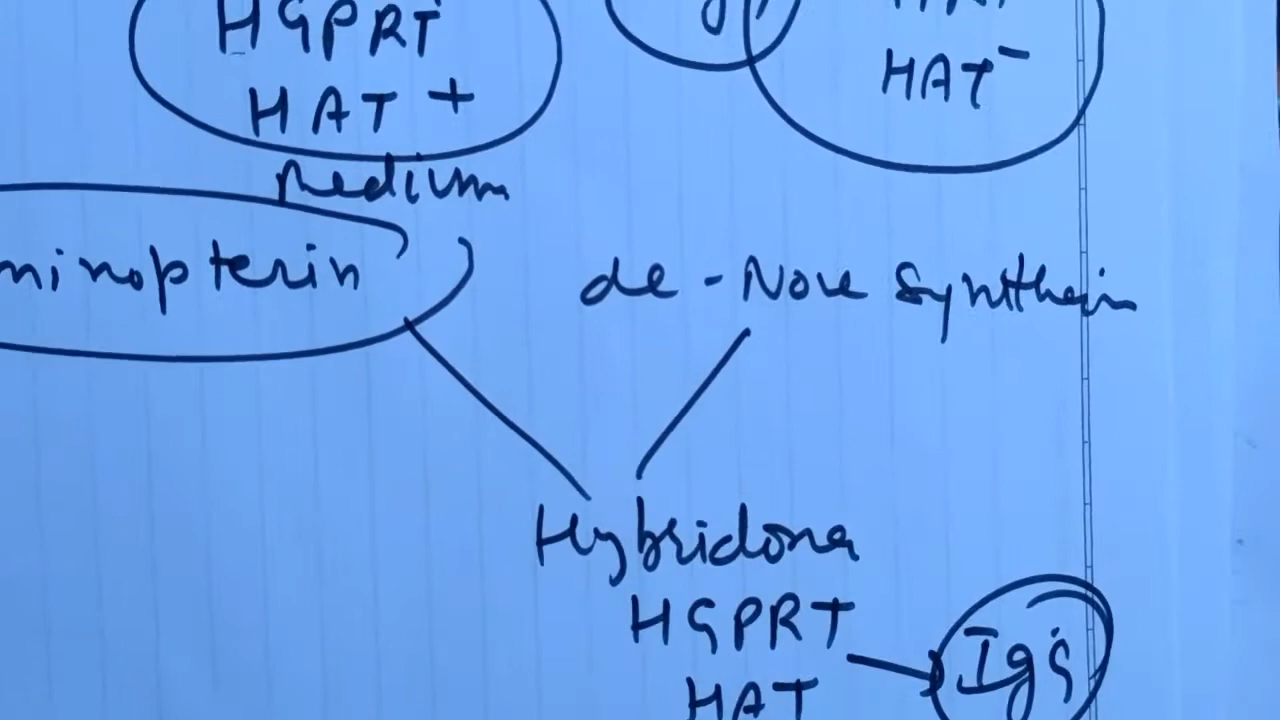 HGPRT
HAT +
HAT -
Medium
minopterin
de - Nove Synthesis
Hybridoma
HGPRT
Igs
HAT